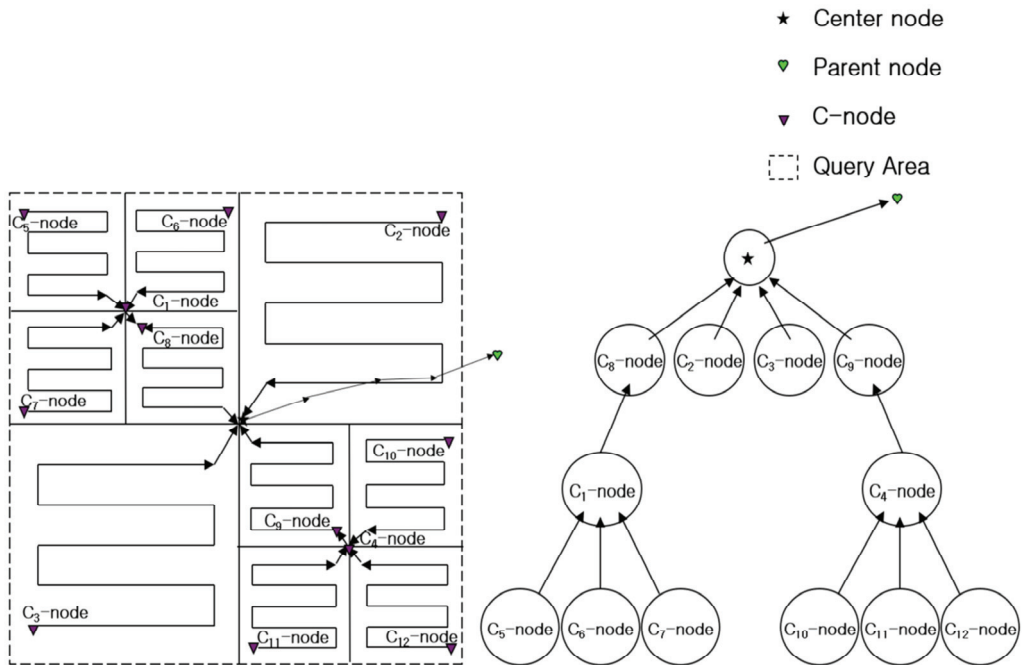 Center node
Parent node
C-node
Query Area
C₅-node
C₆-node
C₂-node
C₁-node
C₈-node
C₇-node
C₁₀-node
C₉-node
C₄-node
C₃-node
C₁₁-node
C₁₂-node
C₈-node
C₂-node
C₃-node
C₉-node
C₁-node
C₄-node
C₅-node
C₆-node
C₇-node
C₁₀-node
C₁₁-node
C₁₂-node